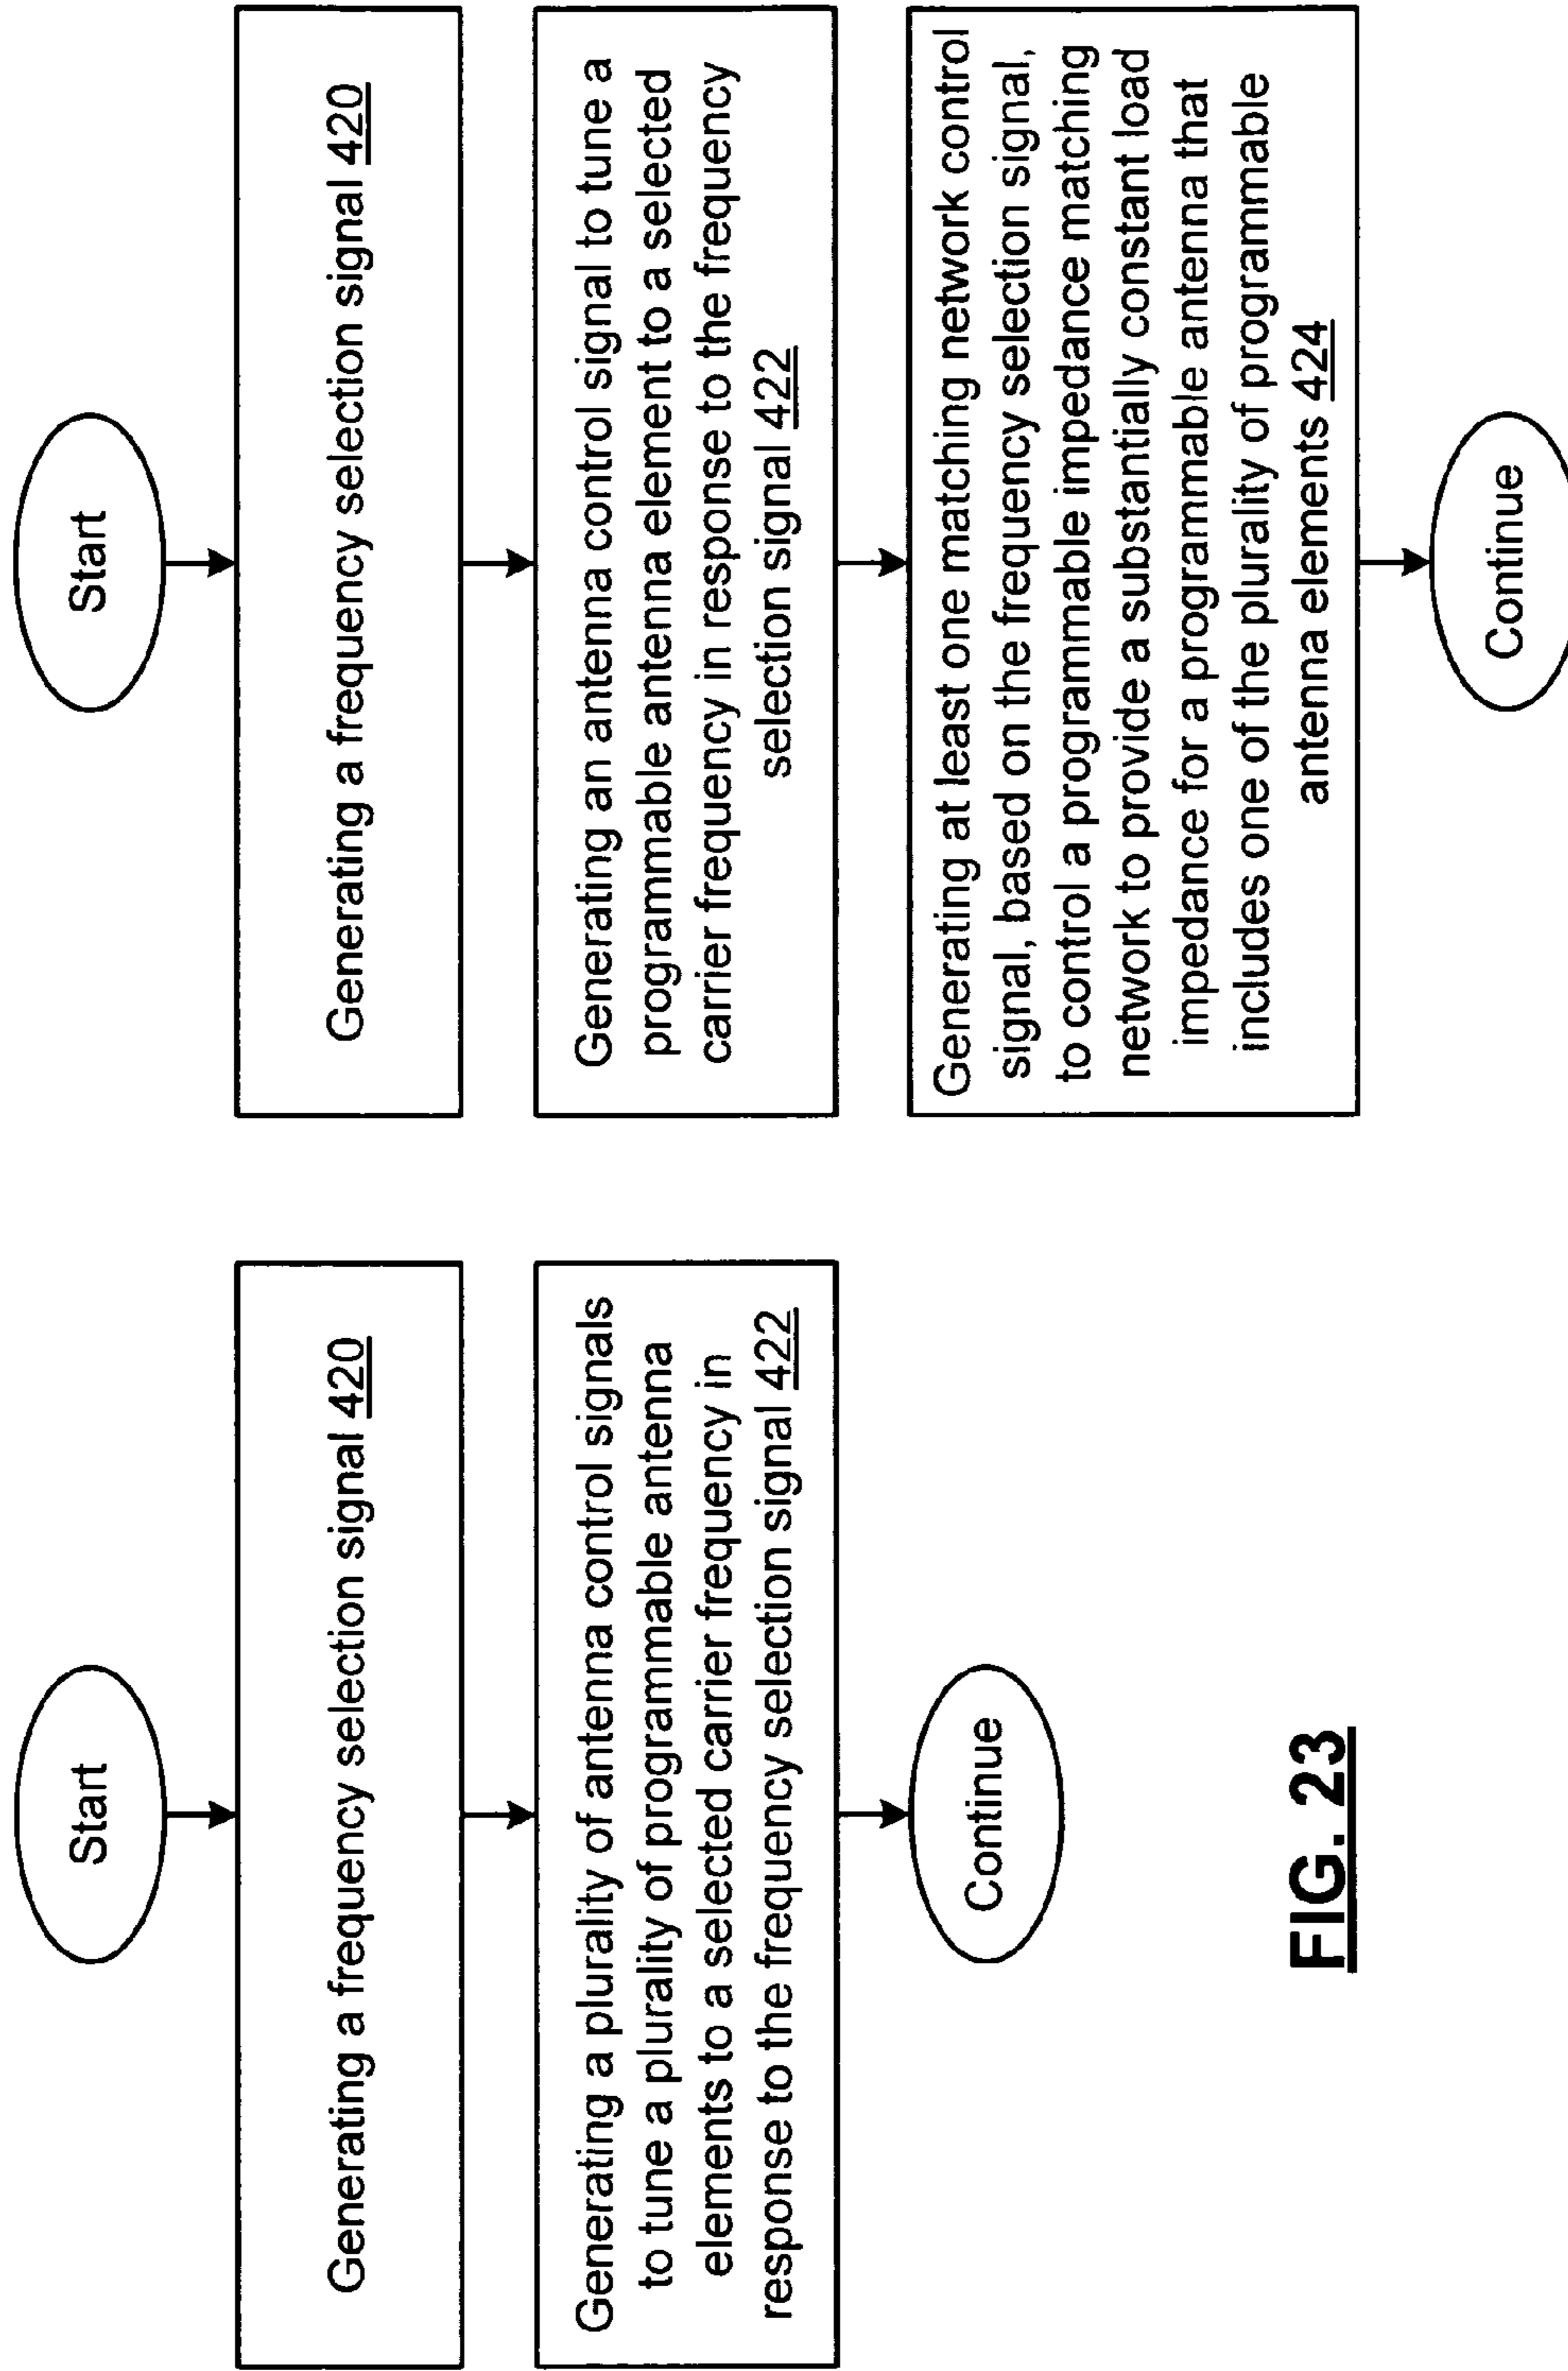 Start
Generating a frequency selection signal 420
Generating a plurality of antenna control signals
to tune a plurality of programmable antenna
elements to a selected carrier frequency in
response to the frequency selection signal 422
Continue
FIG. 23
Start
Generating a frequency selection signal 420
Generating an antenna control signal to tune a
programmable antenna element to a selected
carrier frequency in response to the frequency
selection signal 422
Generating at least one matching network control
signal, based on the frequency selection signal,
to control a programmable impedance matching
network to provide a substantially constant load
impedance for a programmable antenna that
includes one of the plurality of programmable
antenna elements 424
Continue